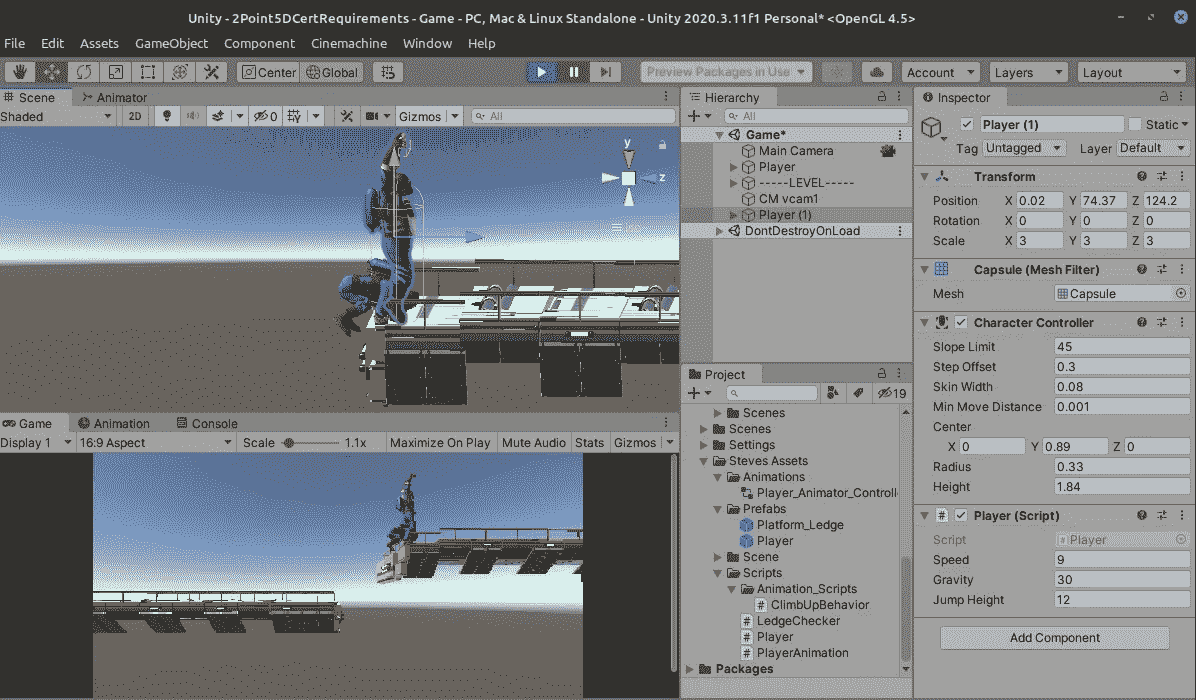 Unity - 2Point5DCertRequirements - Game - PC, Mac & Linux Standalone - Unity 2020.3.11f1 Personal* <OpenGL 4.5>
File Edit Assets GameObject Component Cinemachine Window Help
Center Global Preview Packages in Use Account Layers Layout
Scene Animator
Shaded 2D 0 Gizmos All
y
z
Hierarchy
All
Game*
Main Camera
Player
-----LEVEL-----
CM vcam1
Player (1)
DontDestroyOnLoad
Game Animation Console
Display 1 16:9 Aspect Scale 1.1x Maximize On Play Mute Audio Stats Gizmos
Project
19
Scenes
Scenes
Settings
Steves Assets
Animations
Player_Animator_Controll
Prefabs
Platform_Ledge
Player
Scene
Scripts
Animation_Scripts
ClimbUpBehavior
LedgeChecker
Player
PlayerAnimation
Packages
Inspector
Player (1) Static
Tag Untagged Layer Default
Transform
Position X 0.02 Y 74.37 Z 124.2
Rotation X 0 Y 0 Z 0
Scale X 3 Y 3 Z 3
Capsule (Mesh Filter)
Mesh Capsule
Character Controller
Slope Limit 45
Step Offset 0.3
Skin Width 0.08
Min Move Distance 0.001
Center
X 0 Y 0.89 Z 0
Radius 0.33
Height 1.84
Player (Script)
Script Player
Speed 9
Gravity 30
Jump Height 12
Add Component